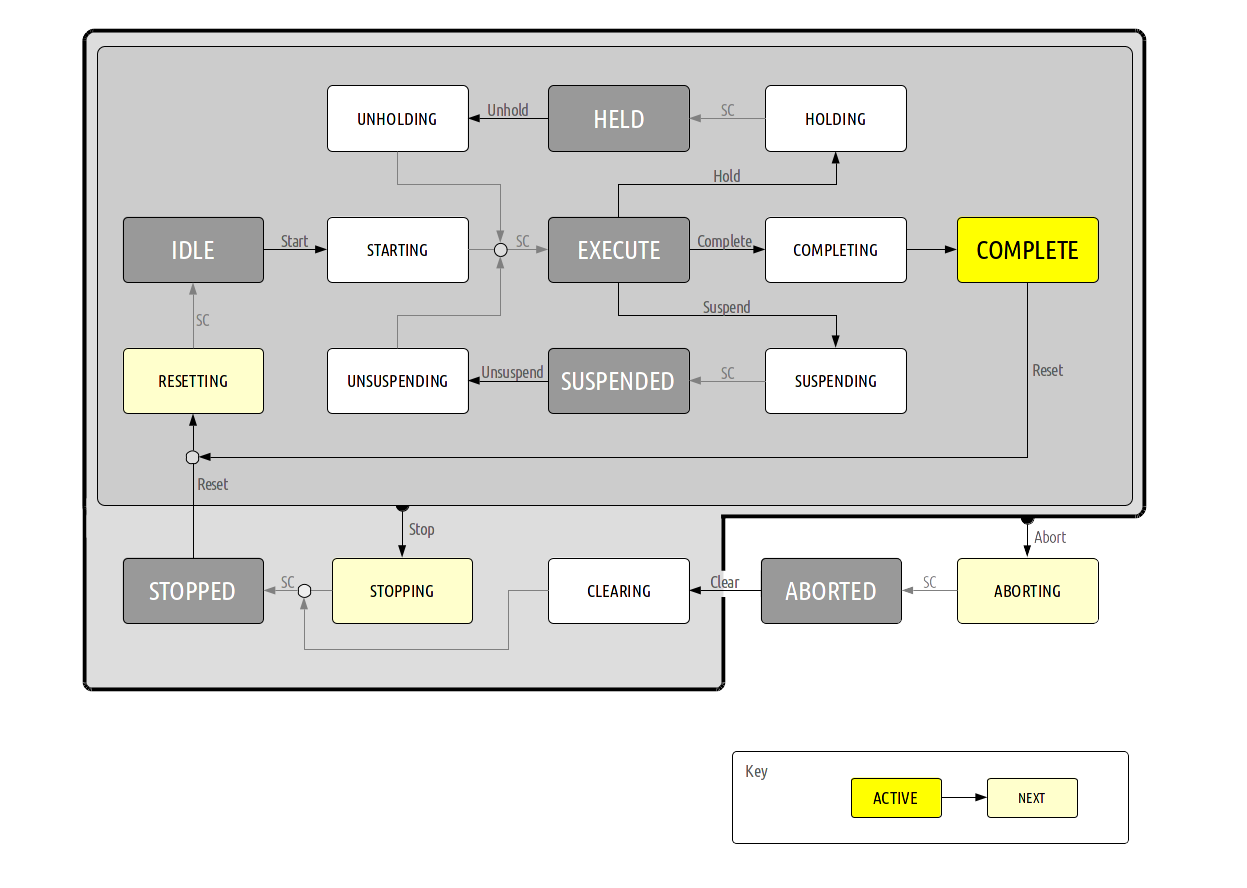 UNHOLDING
Unhold
HELD
SC
HOLDING
Hold
IDLE
Start
STARTING
SC
EXECUTE
Complete
COMPLETING
COMPLETE
SC
Suspend
RESETTING
UNSUSPENDING
Unsuspend
SUSPENDED
SC
SUSPENDING
Reset
Reset
Stop
Abort
STOPPED
SC
STOPPING
CLEARING
Clear
ABORTED
SC
ABORTING
Key
ACTIVE
NEXT